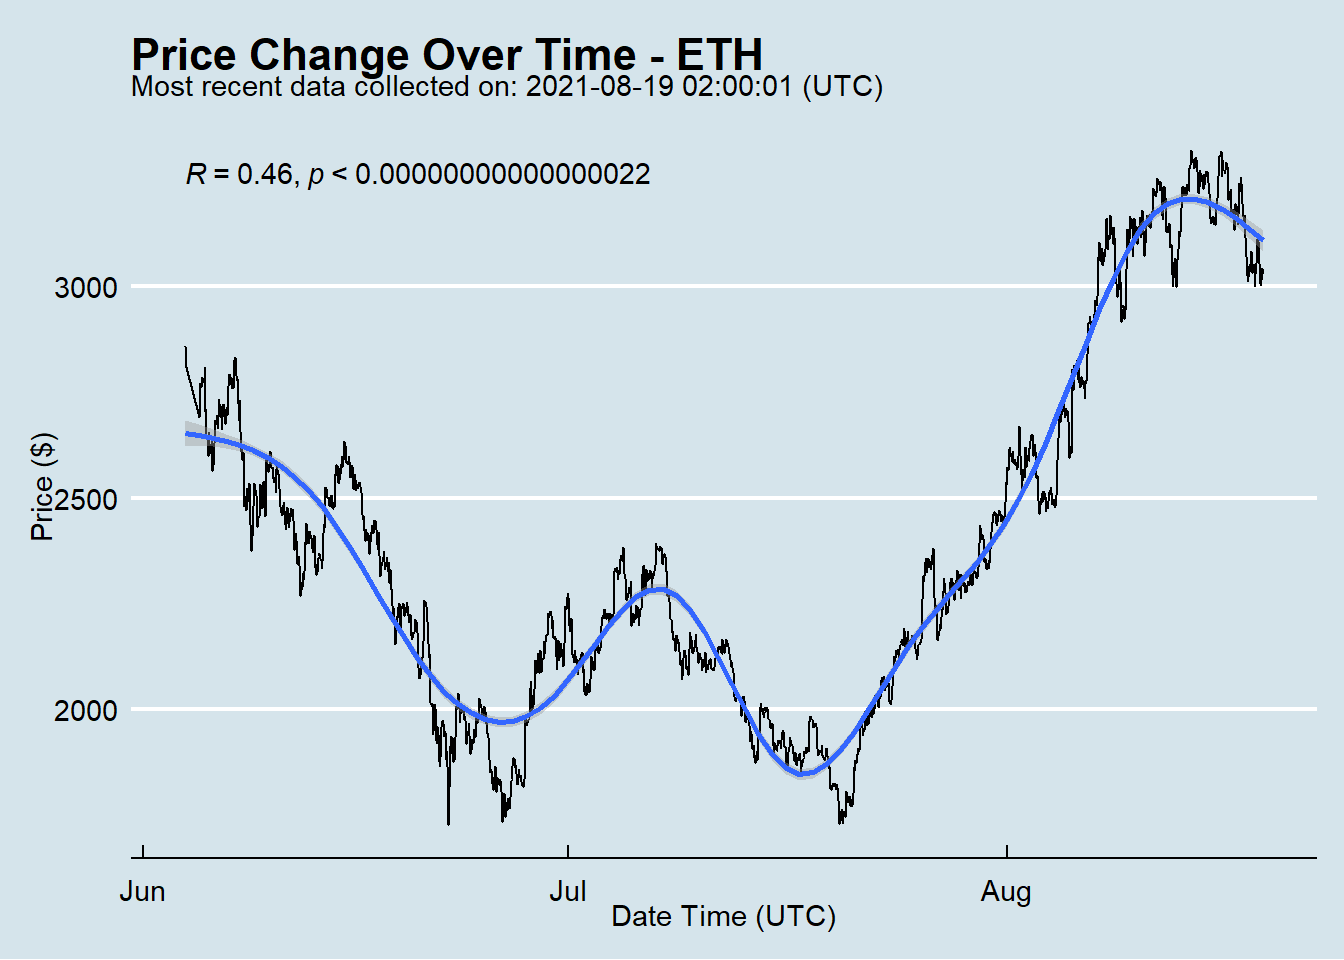 Price Change Over Time - ETH
Most recent data collected on: 2021-08-19 02:00:01 (UTC)
R = 0.46, p < 0.00000000000000022
3000
2500
2000
Price ($)
Jun
Jul
Aug
Date Time (UTC)